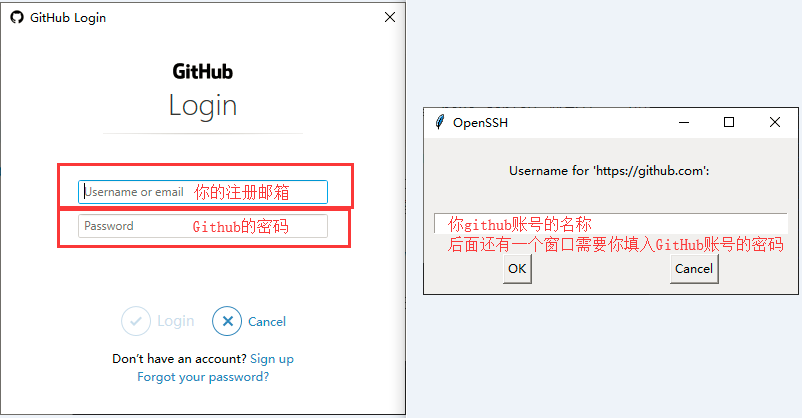 GitHub Login
GitHub
Login
Username or email 你的注册邮箱
Password Github的密码
Login Cancel
Don't have an account? Sign up
Forgot your password?
OpenSSH
Username for 'https://github.com':
你github账号的名称
后面还有一个窗口需要你填入GitHub账号的密码
OK Cancel